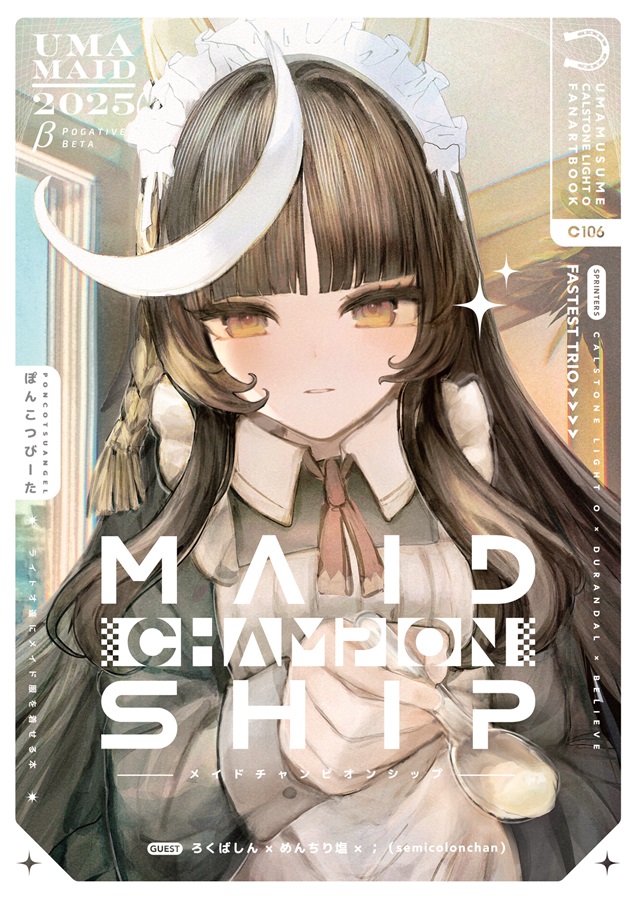 UMA
MAID
2025
β POGATIVE
BETA
UMAMUSUME
CALSTONE LIGHT O
FANARTBOOK
C106
SPRINTERS
FASTEST TRIO
CALSTONE LIGHT O × DURANDAL × BELIEVE
PONCOTSUANGEL
ぽんこつびーた
ライトオ達にメイド服を着せる本
MAID
CHAMPION
SHIP
メイドチャンピオンシップ
GUEST ろくばしん × めんちり塩 × ；(semicolonchan)